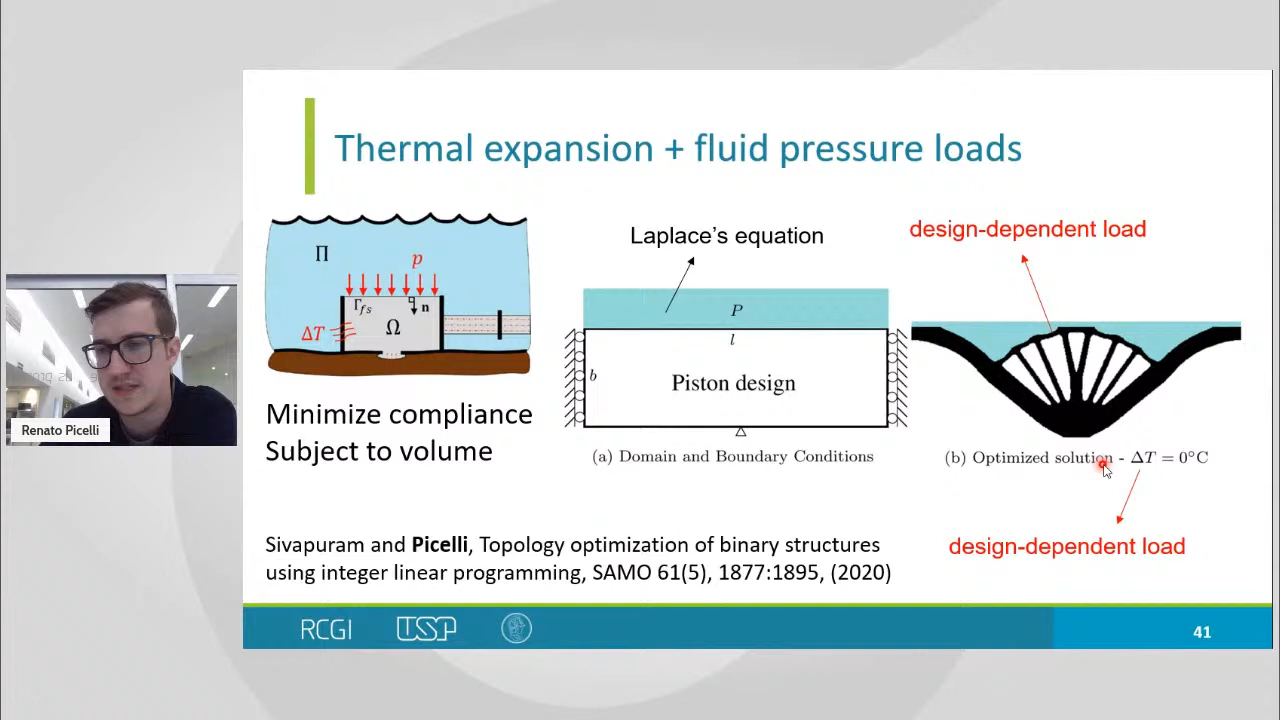 Thermal expansion + fluid pressure loads
Π
p
Γfs
n
Ω
ΔT
Minimize compliance
Subject to volume
Laplace's equation
P
l
b
Piston design
(a) Domain and Boundary Conditions
design-dependent load
(b) Optimized solution - ΔT = 0°C
design-dependent load
Sivapuram and Picelli, Topology optimization of binary structures
using integer linear programming, SAMO 61(5), 1877:1895, (2020)
RCGI
USP
41
Renato Picelli